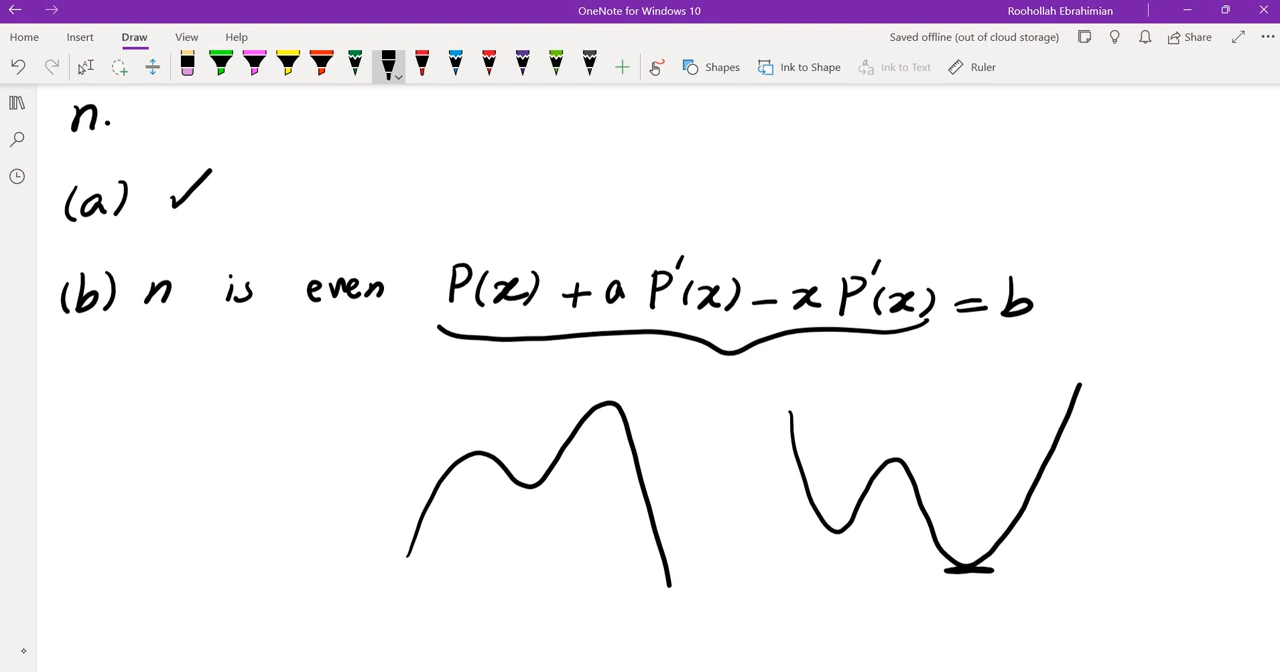 OneNote for Windows 10
Roohollah Ebrahimian
Home Insert Draw View Help
Saved offline (out of cloud storage)
Share
Shapes
Ink to Shape
Ink to Text
Ruler
n.
(a) ✓
(b) n is even P(x) + a P'(x) - x P'(x) = b